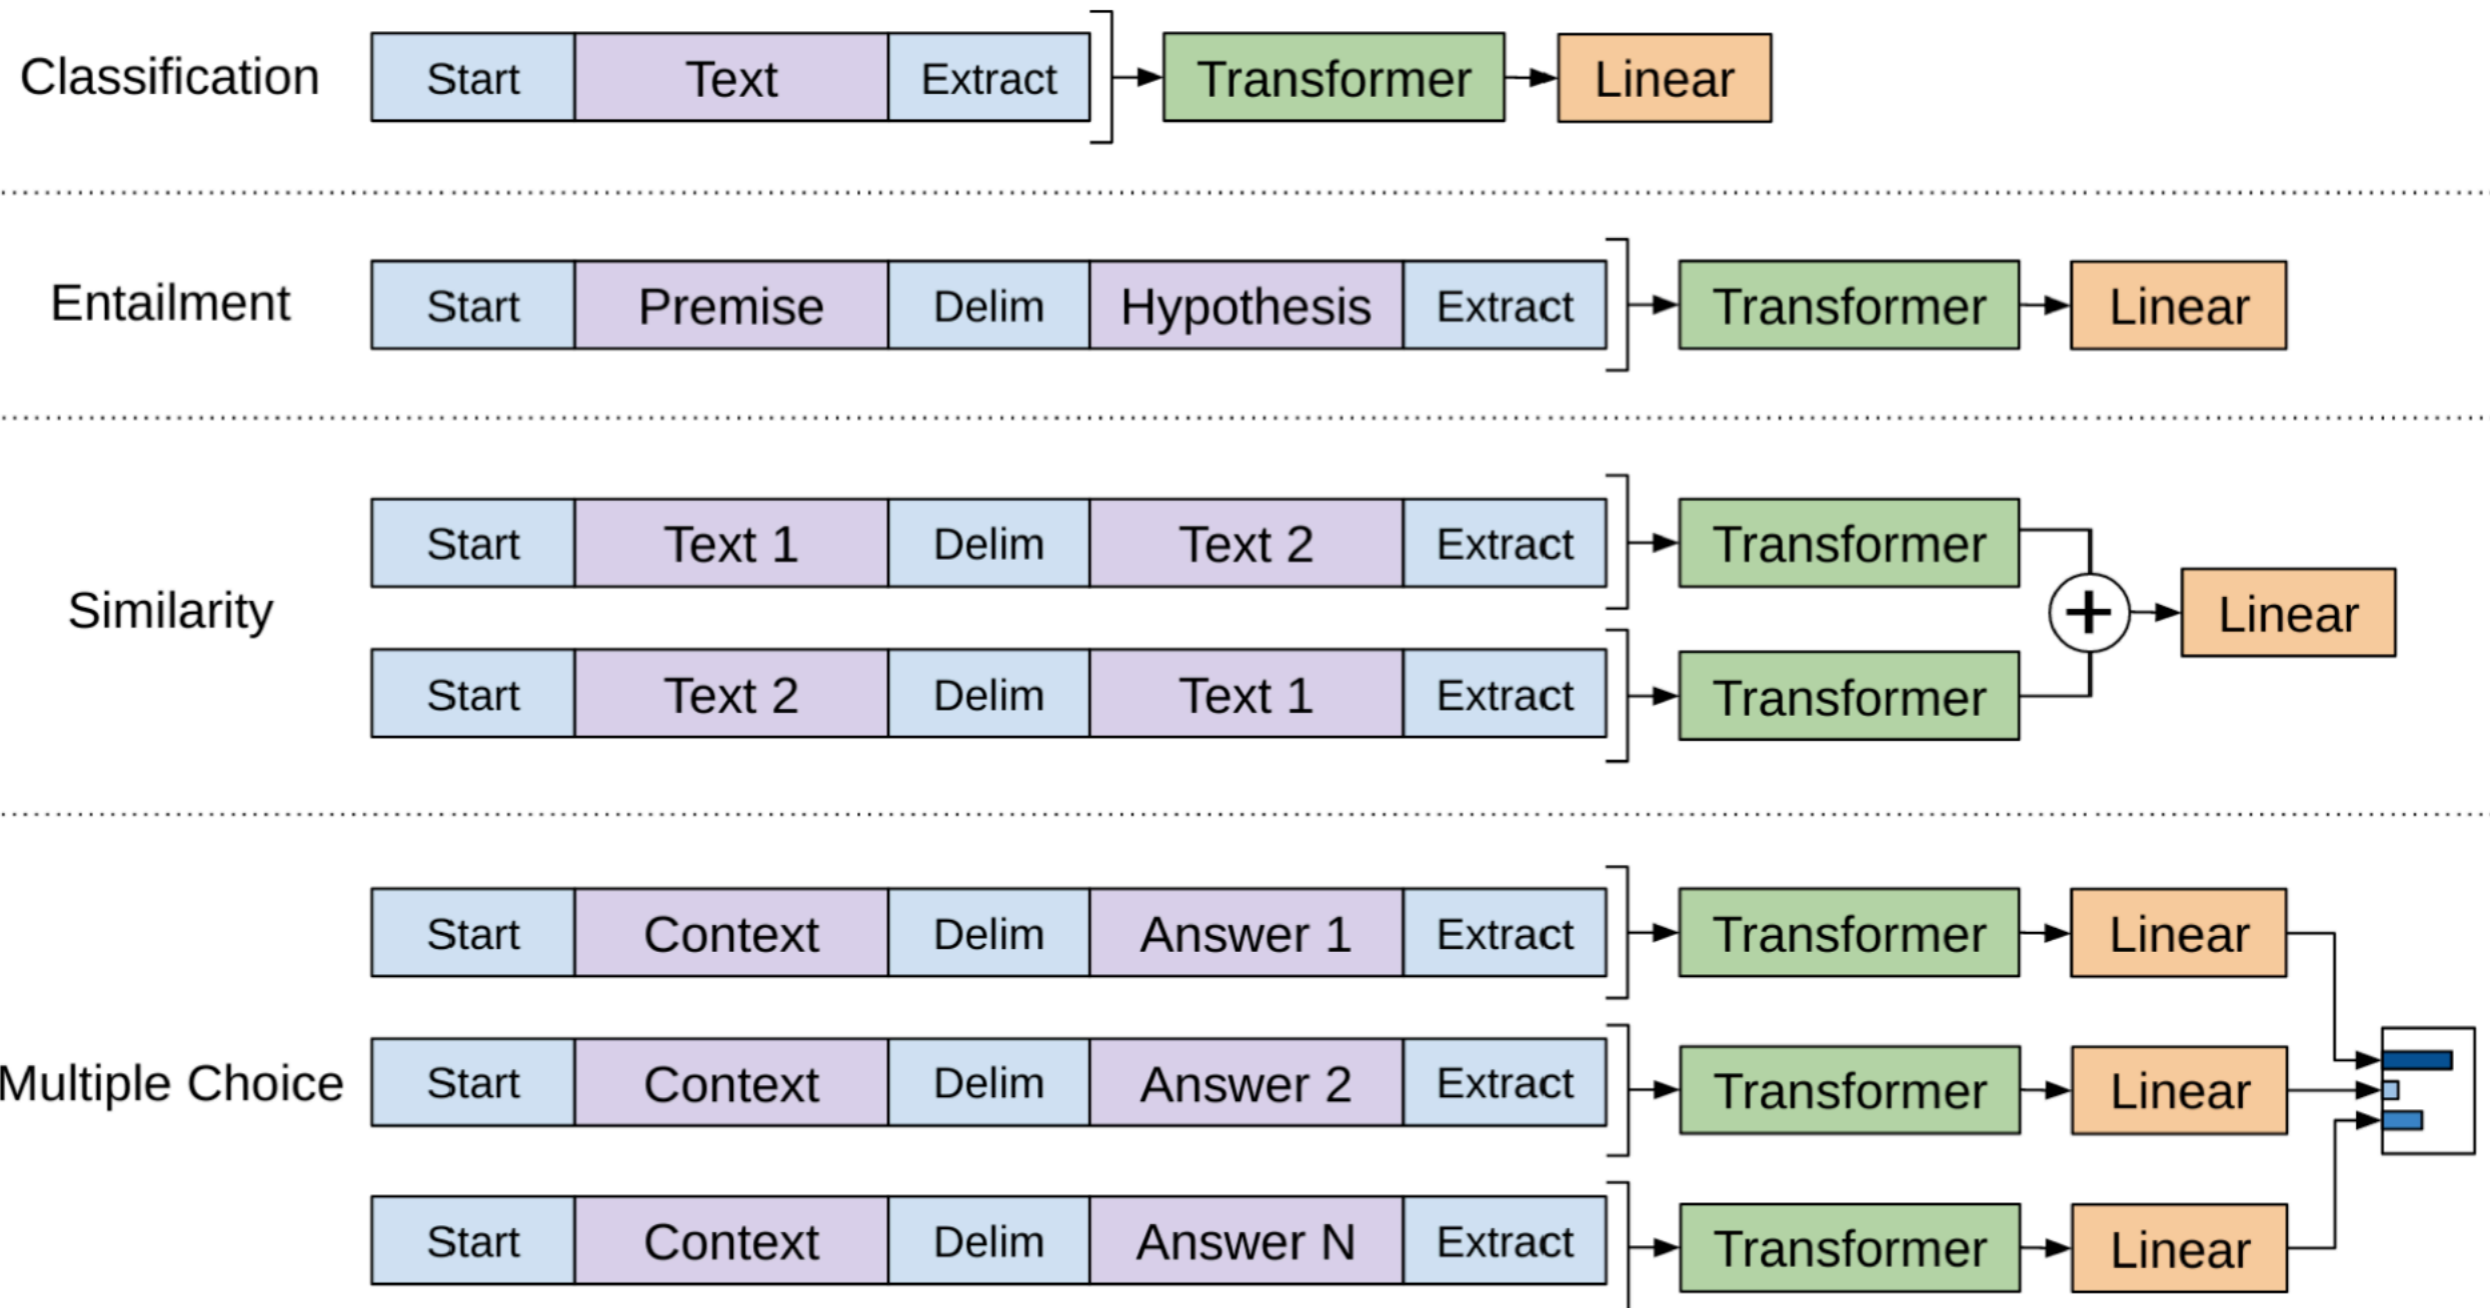 Classification Start Text Extract Transformer Linear
Entailment Start Premise Delim Hypothesis Extract Transformer Linear
Start Text 1 Delim Text 2 Extract Transformer
Similarity + Linear
Start Text 2 Delim Text 1 Extract Transformer
Start Context Delim Answer 1 Extract Transformer Linear
Multiple Choice Start Context Delim Answer 2 Extract Transformer Linear
Start Context Delim Answer N Extract Transformer Linear